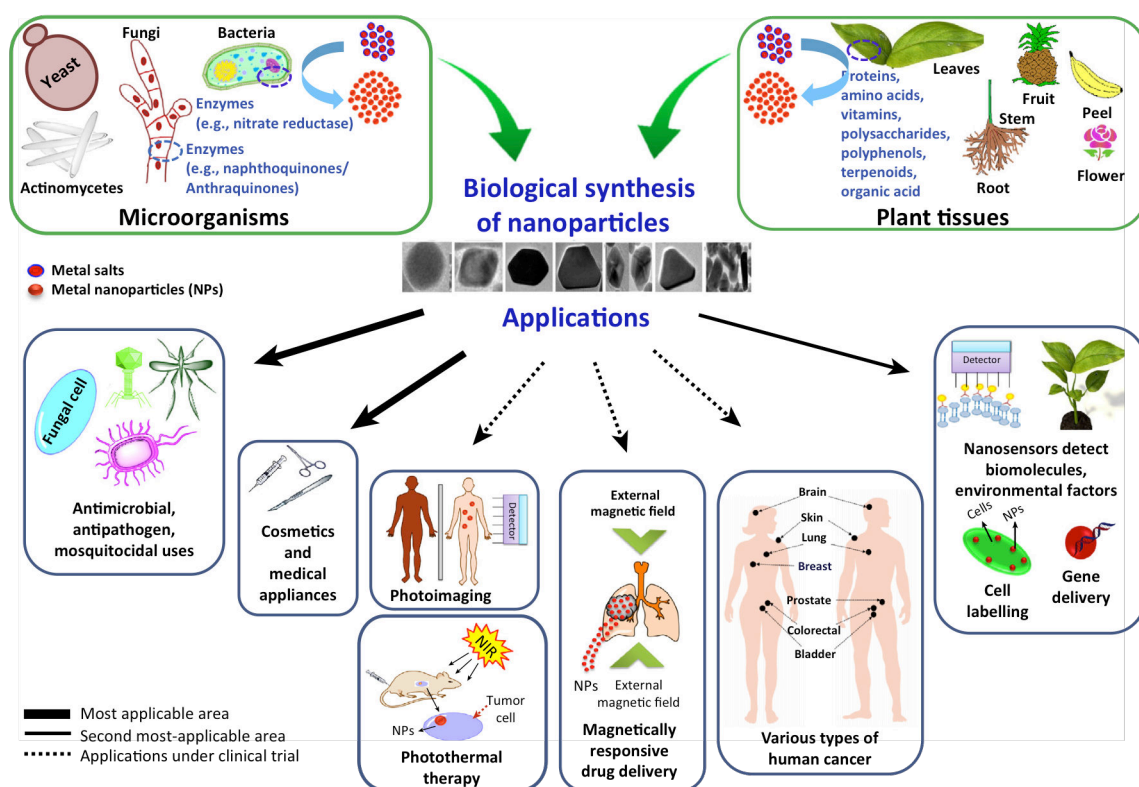 Yeast
Fungi
Bacteria
Enzymes
(e.g., nitrate reductase)
Enzymes
(e.g., naphthoquinones/
Anthraquinones)
Actinomycetes
Microorganisms
Proteins,
amino acids,
vitamins,
polysaccharides,
polyphenols,
terpenoids,
organic acid
Leaves
Fruit
Peel
Stem
Root
Flower
Plant tissues
Biological synthesis
of nanoparticles
Metal salts
Metal nanoparticles (NPs)
Applications
Fungal cell
Antimicrobial,
antipathogen,
mosquitocidal uses
Cosmetics and
medical
appliances
Detector
Photoimaging
NIR
Tumor
cell
NPs
Photothermal
therapy
External
magnetic field
NPs
External
magnetic field
Magnetically
responsive
drug delivery
Brain
Skin
Lung
Breast
Prostate
Colorectal
Bladder
Various types of
human cancer
Detector
Nanosensors detect
biomolecules,
environmental factors
Cells
NPs
Cell
labelling
Gene
delivery
Most applicable area
Second most-applicable area
Applications under clinical trial